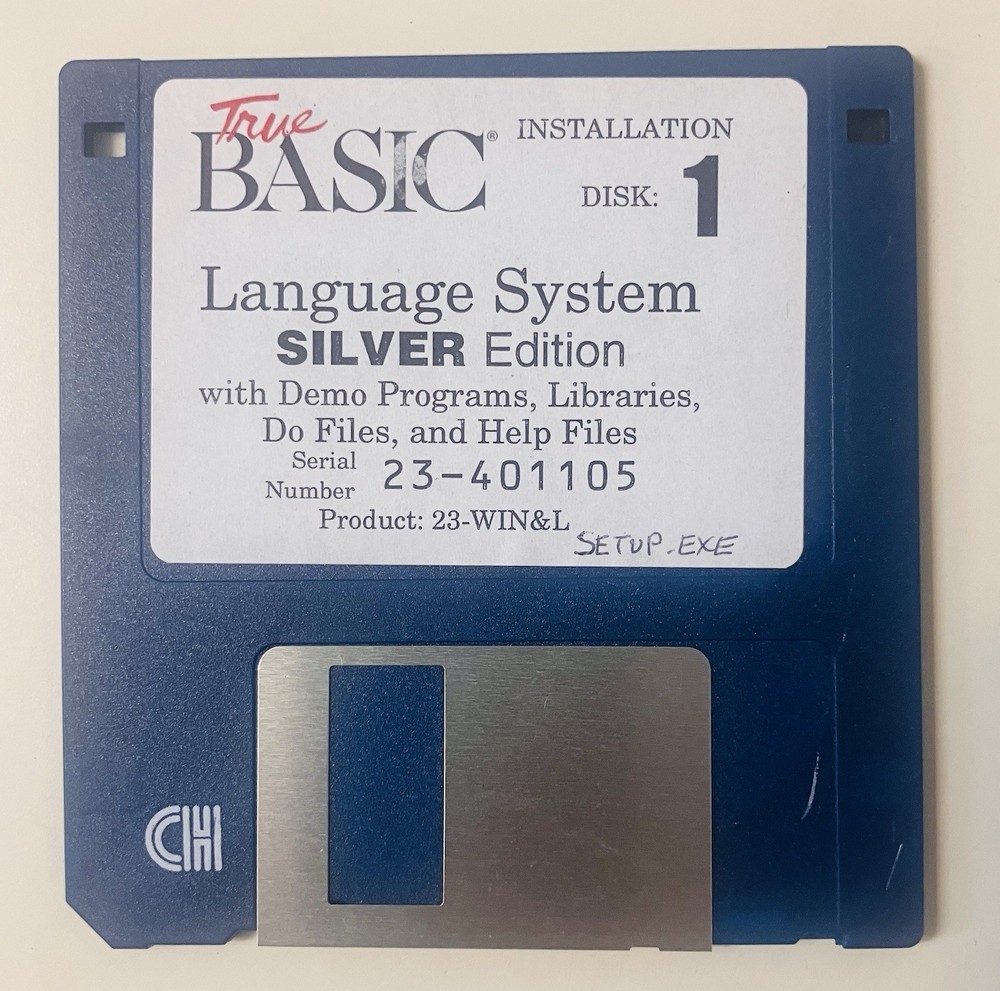 True
BASIC® INSTALLATION
DISK: 1
Language System
SILVER Edition
with Demo Programs, Libraries,
Do Files, and Help Files
Serial
Number 23-401105
Product: 23-WIN&L
SETUP.EXE
CH